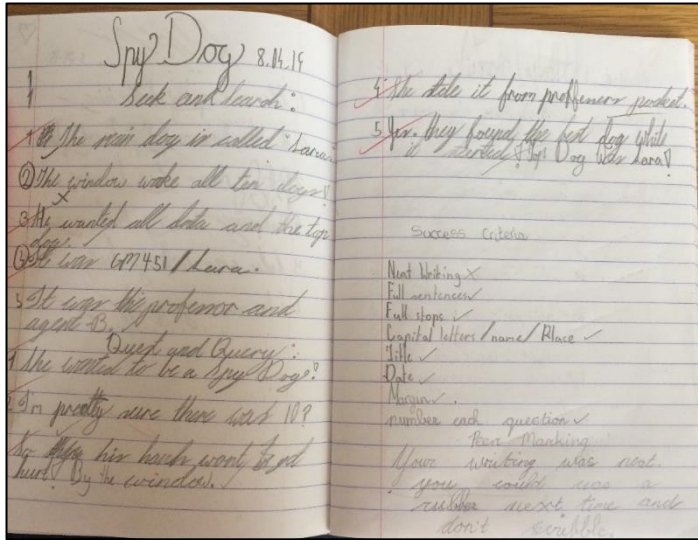 Spy Dog 8.04.19
Seek and Search:
1 The main dog is called "Lara"
2 The window woke all ten dogs!
3 He wanted all data and the top
dogs.
4 It was GM451/Lara.
5 It was the professor and
agent B.
Quest and Query:
1 She wanted to be a Spy Dog!
2 I'm pretty sure there was 10?
his hand wont to get
hurt! By the window.
4 She stole it from professors pocket.
5 Yes. they found the best dog while
it Dog was Lara!
Success Criteria
Neat Writing x
Full sentences ✓
Full stops ✓
Capital letters/name/Place ✓
Title ✓
Date ✓
Margin ✓.
number each question ✓
Peer Marking
Your writing was neat.
you could use a
rubber next time and
don't scribble.